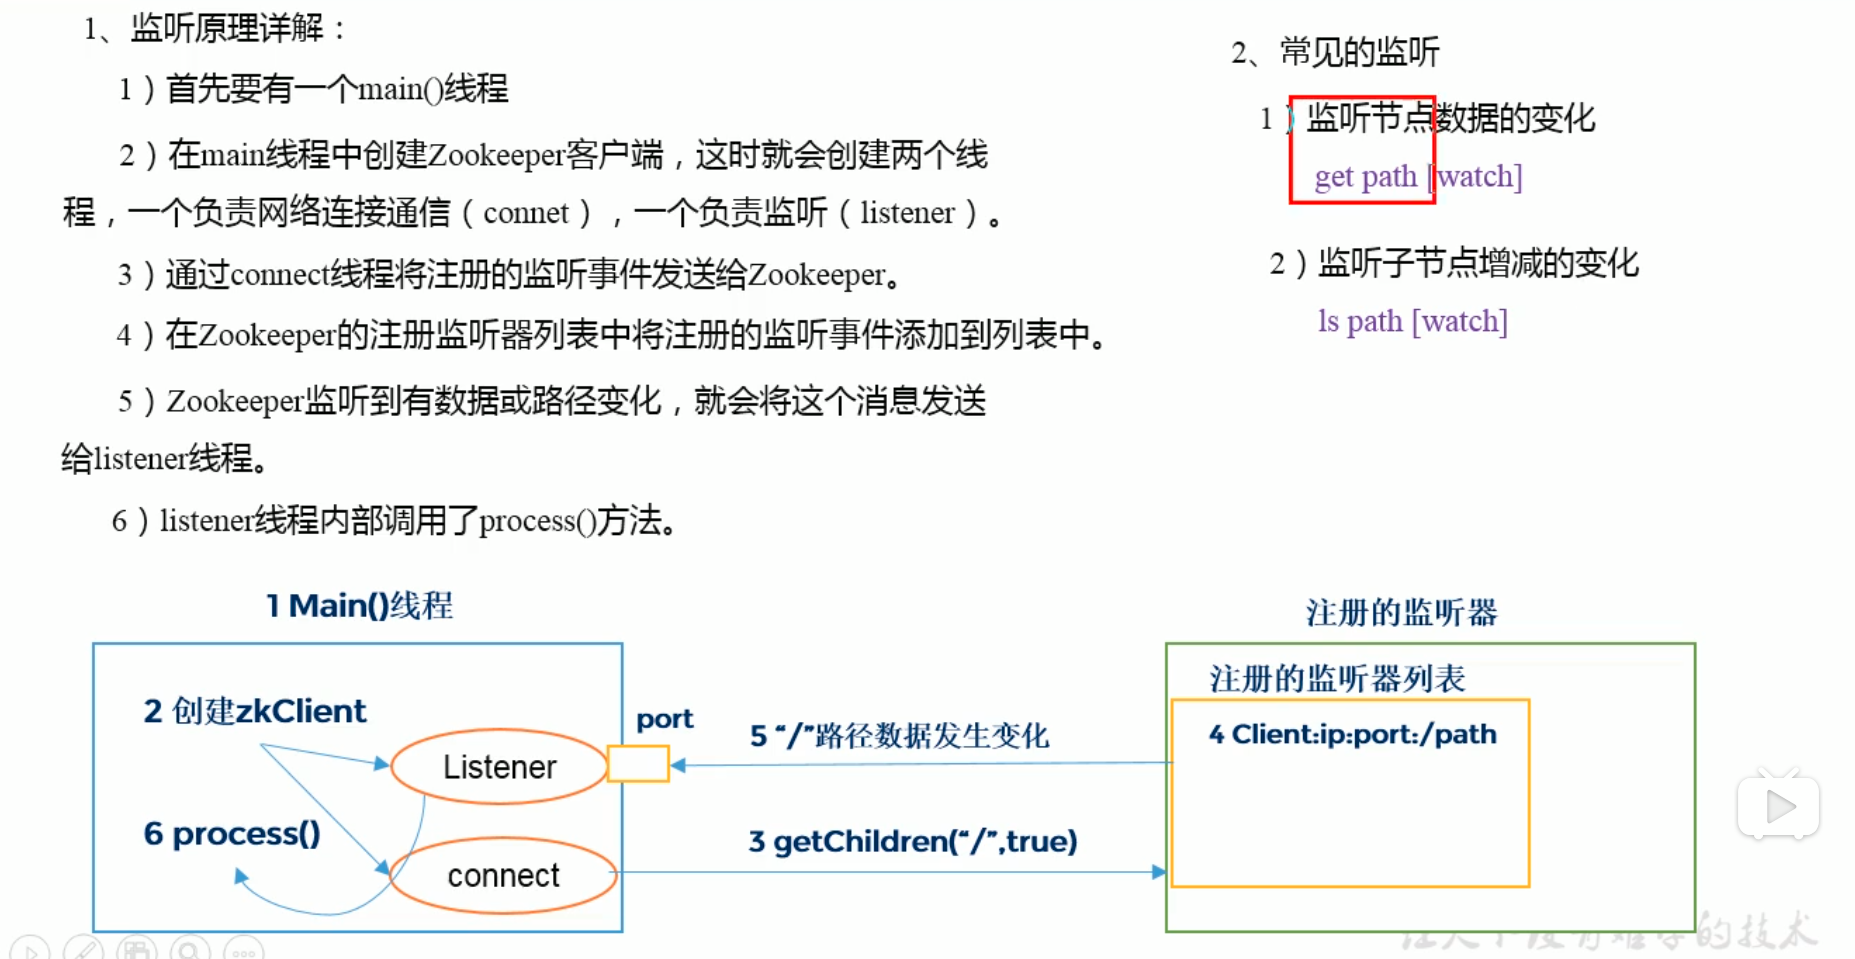 1、监听原理详解：
1）首先要有一个main()线程
2）在main线程中创建Zookeeper客户端，这时就会创建两个线
程，一个负责网络连接通信（connet），一个负责监听（listener）。
3）通过connect线程将注册的监听事件发送给Zookeeper。
4）在Zookeeper的注册监听器列表中将注册的监听事件添加到列表中。
5）Zookeeper监听到有数据或路径变化，就会将这个消息发送
给listener线程。
6）listener线程内部调用了process()方法。
2、常见的监听
1）监听节点数据的变化
get path [watch]
2）监听子节点增减的变化
ls path [watch]
1 Main()线程
2 创建zkClient
Listener
port
6 process()
connect
5 “/”路径数据发生变化
3 getChildren(“/”,true)
注册的监听器
注册的监听器列表
4 Client:ip:port:/path
的技术